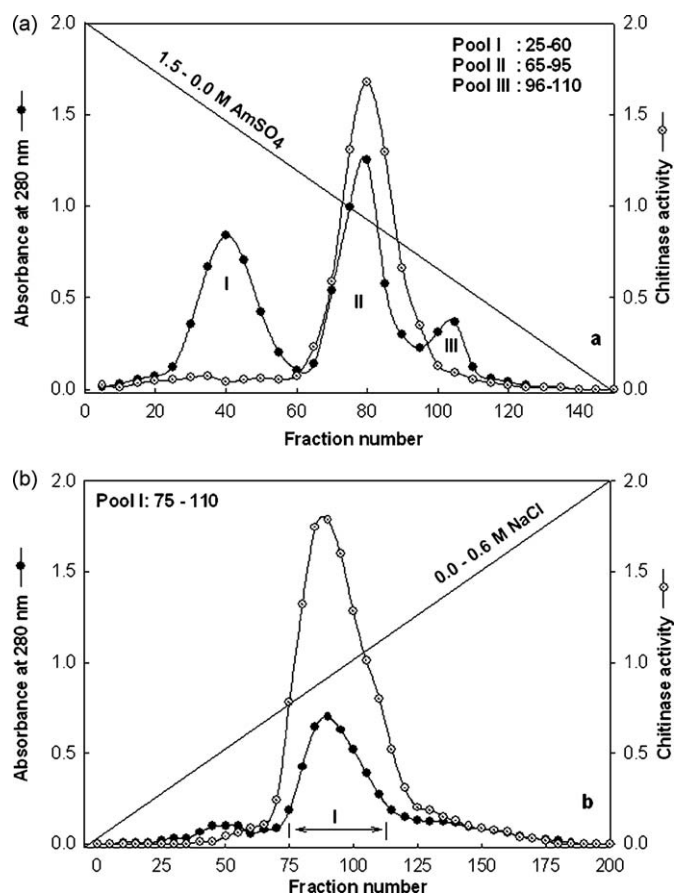 (a)
2.0
1.5
1.0
0.5
0.0
Absorbance at 280 nm
1.5 - 0.0 M AmSO4
Pool I : 25-60
Pool II : 65-95
Pool III : 96-110
I
II
III
a
2.0
1.5
1.0
0.5
0.0
Chitinase activity
0 20 40 60 80 100 120 140
Fraction number
(b)
2.0
1.5
1.0
0.5
0.0
Absorbance at 280 nm
Pool I: 75 - 110
0.0 - 0.6 M NaCl
I
b
2.0
1.5
1.0
0.5
0.0
Chitinase activity
0 25 50 75 100 125 150 175 200
Fraction number